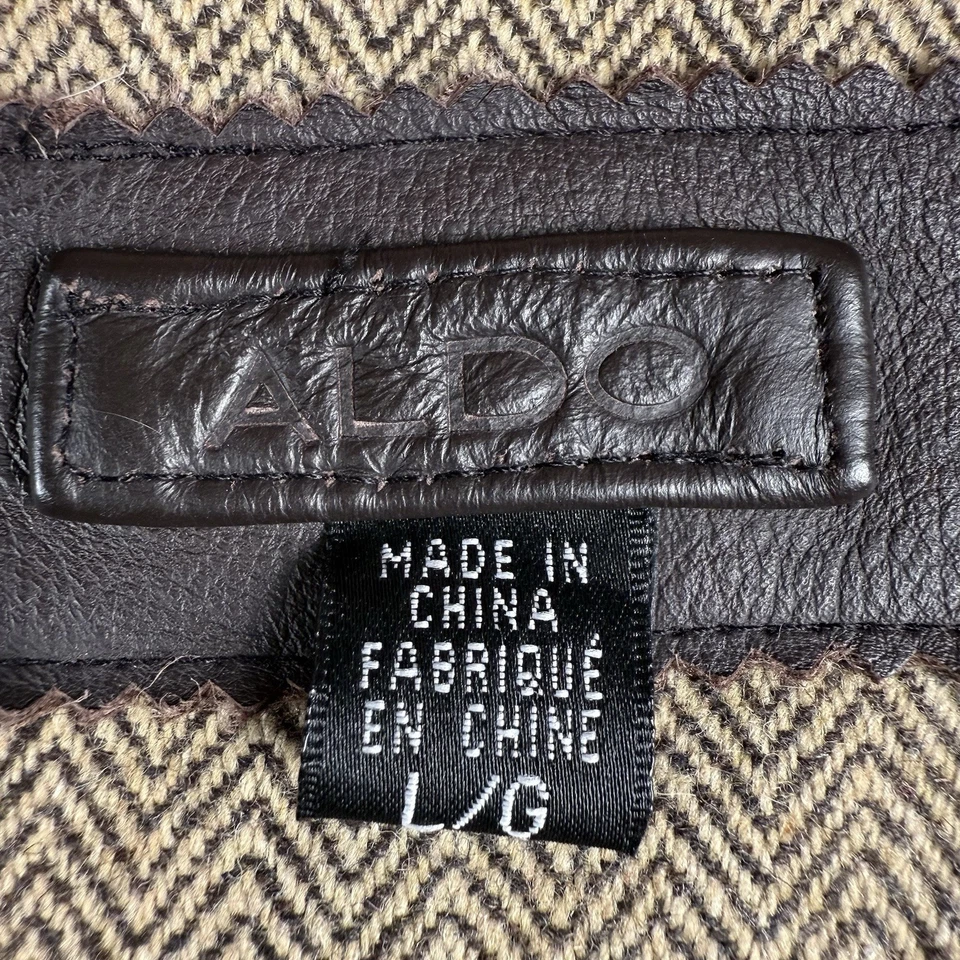 ALDO
MADE IN
CHINA
FABRIQUÉ
EN CHINE
L/G